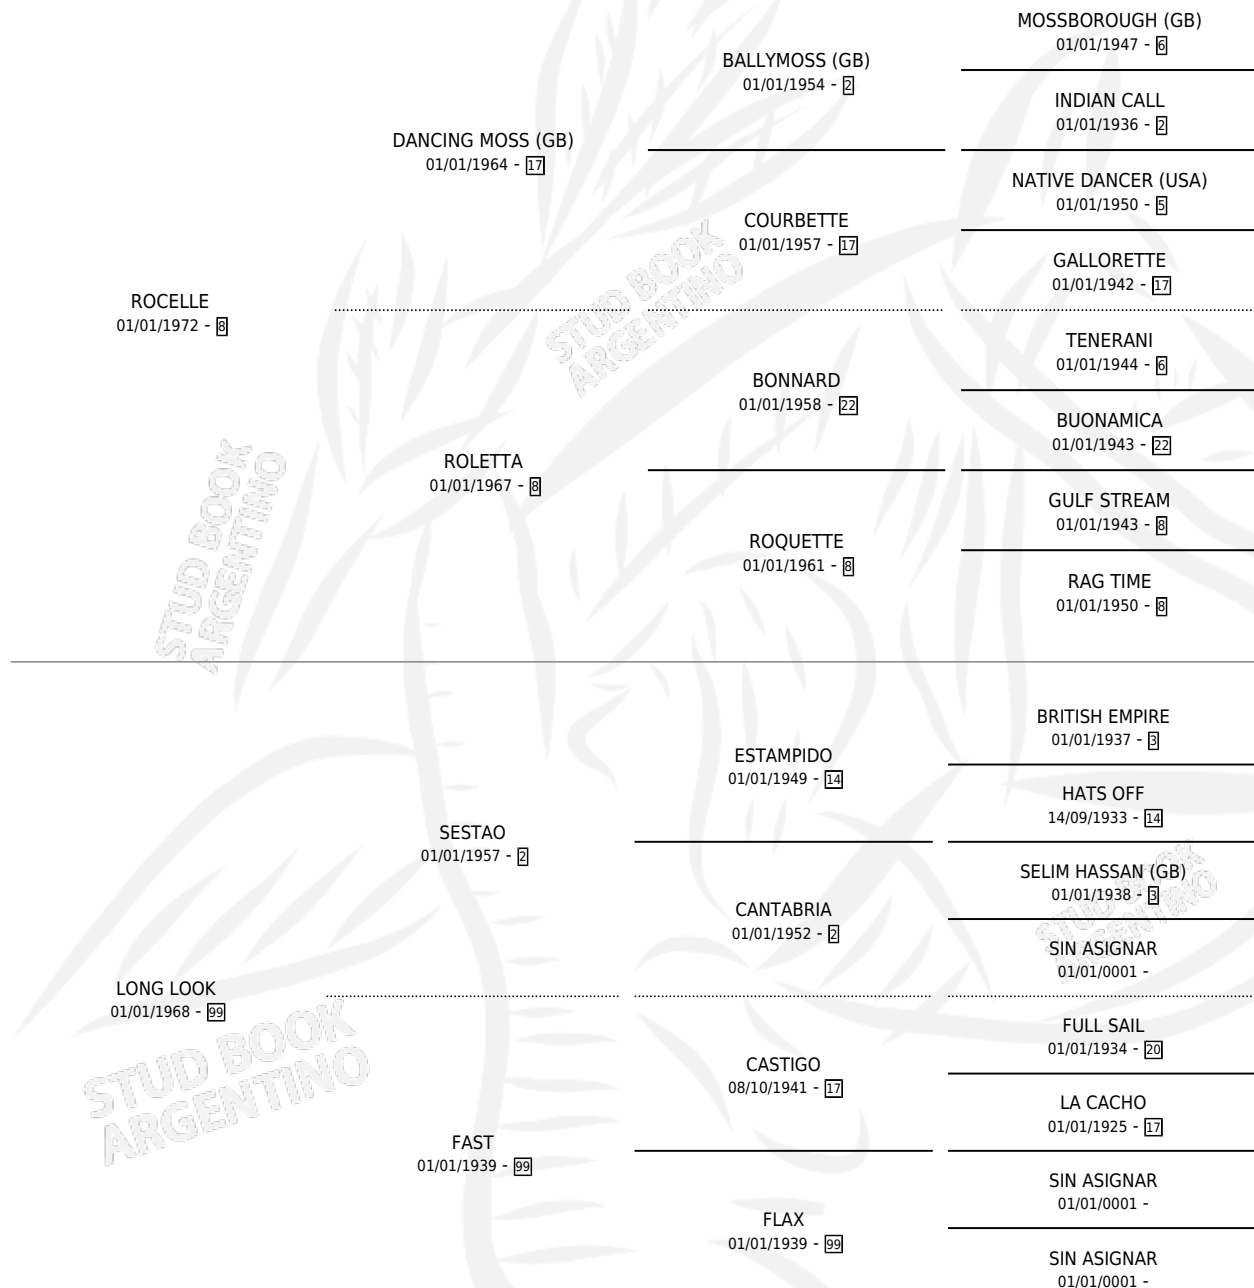 MOSSBOROUGH (GB)
01/01/1947 - 6
BALLYMOSS (GB)
01/01/1954 - 2
INDIAN CALL
01/01/1936 - 2
DANCING MOSS (GB)
01/01/1964 - 17
NATIVE DANCER (USA)
01/01/1950 - 5
COURBETTE
01/01/1957 - 17
GALLORETTE
01/01/1942 - 17
ROCELLE
01/01/1972 - 8
TENERANI
01/01/1944 - 6
BONNARD
01/01/1958 - 22
BUONAMICA
01/01/1943 - 22
ROLETTA
01/01/1967 - 8
GULF STREAM
01/01/1943 - 8
ROQUETTE
01/01/1961 - 8
RAG TIME
01/01/1950 - 8
BRITISH EMPIRE
01/01/1937 - 3
ESTAMPIDO
01/01/1949 - 14
HATS OFF
14/09/1933 - 14
SESTAO
01/01/1957 - 2
SELIM HASSAN (GB)
01/01/1938 - 3
CANTABRIA
01/01/1952 - 2
SIN ASIGNAR
01/01/0001 -
LONG LOOK
01/01/1968 - 99
FULL SAIL
01/01/1934 - 20
CASTIGO
08/10/1941 - 17
LA CACHO
01/01/1925 - 17
FAST
01/01/1939 - 99
SIN ASIGNAR
01/01/0001 -
FLAX
01/01/1939 - 99
SIN ASIGNAR
01/01/0001 -
STUD BOOK
ARGENTINO
STUD BOOK
ARGENTINO
STUD BOOK
ARGENTINO
STUD BOOK
ARGENTINO